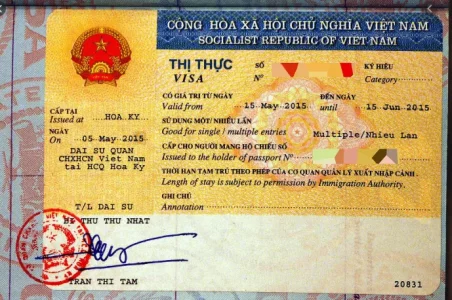 CỘNG HÒA XÃ HỘI CHỦ NGHĨA VIỆT NAM
SOCIALIST REPUBLIC OF VIET-NAM
THỊ THỰC
VISA
SỐ
Nº
KÝ HIỆU
Category
CÓ GIÁ TRỊ TỪ NGÀY
Valid from 15 May 2015
ĐẾN NGÀY
until 15 Jun 2015
SỬ DỤNG MỘT/NHIỀU LẦN
Good for single / multiple entries Multiple/Nhieu Lan
CẤP CHO NGƯỜI MANG HỘ CHIẾU SỐ
Issued to the holder of passport Nº
THỜI HẠN TẠM TRÚ THEO PHÉP CỦA CƠ QUAN QUẢN LÝ XUẤT NHẬP CẢNH
Length of stay is subject to permission by Immigration Authority.
GHI CHÚ
Annotation
CẤP TẠI
Issued at HOA KY
NGÀY
On 05 May 2015
DAI SU QUAN
CHXHCN Viet Nam
tai HCQ Hoa Ky
T/L DAI SU
BI THU THU NHAT
TRAN THI TAM
20831